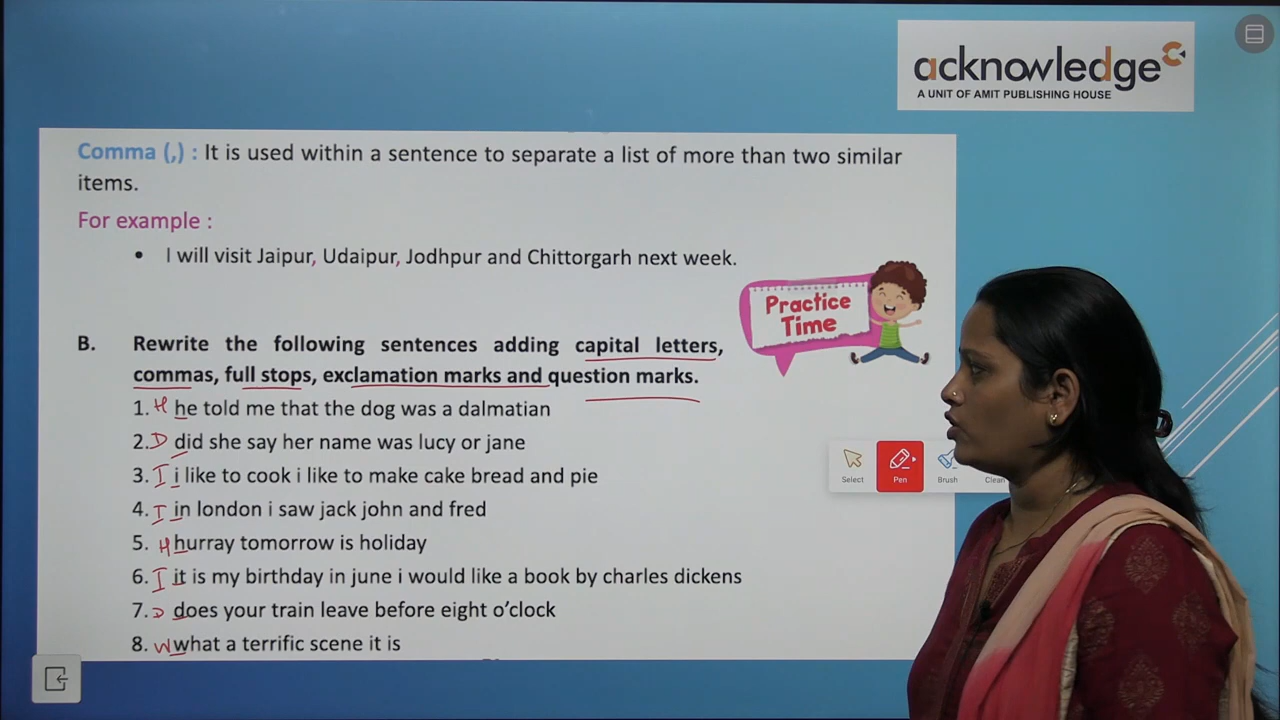 acknowledge
A UNIT OF AMIT PUBLISHING HOUSE
Comma (,) : It is used within a sentence to separate a list of more than two similar
items.
For example :
• I will visit Jaipur, Udaipur, Jodhpur and Chittorgarh next week.
Practice
Time
B. Rewrite the following sentences adding capital letters,
commas, full stops, exclamation marks and question marks.
1. H he told me that the dog was a dalmatian
2. D did she say her name was lucy or jane
3. I i like to cook i like to make cake bread and pie
4. I in london i saw jack john and fred
5. H hurray tomorrow is holiday
6. I it is my birthday in june i would like a book by charles dickens
7. D does your train leave before eight o'clock
8. W what a terrific scene it is
Select Pen Brush Clean